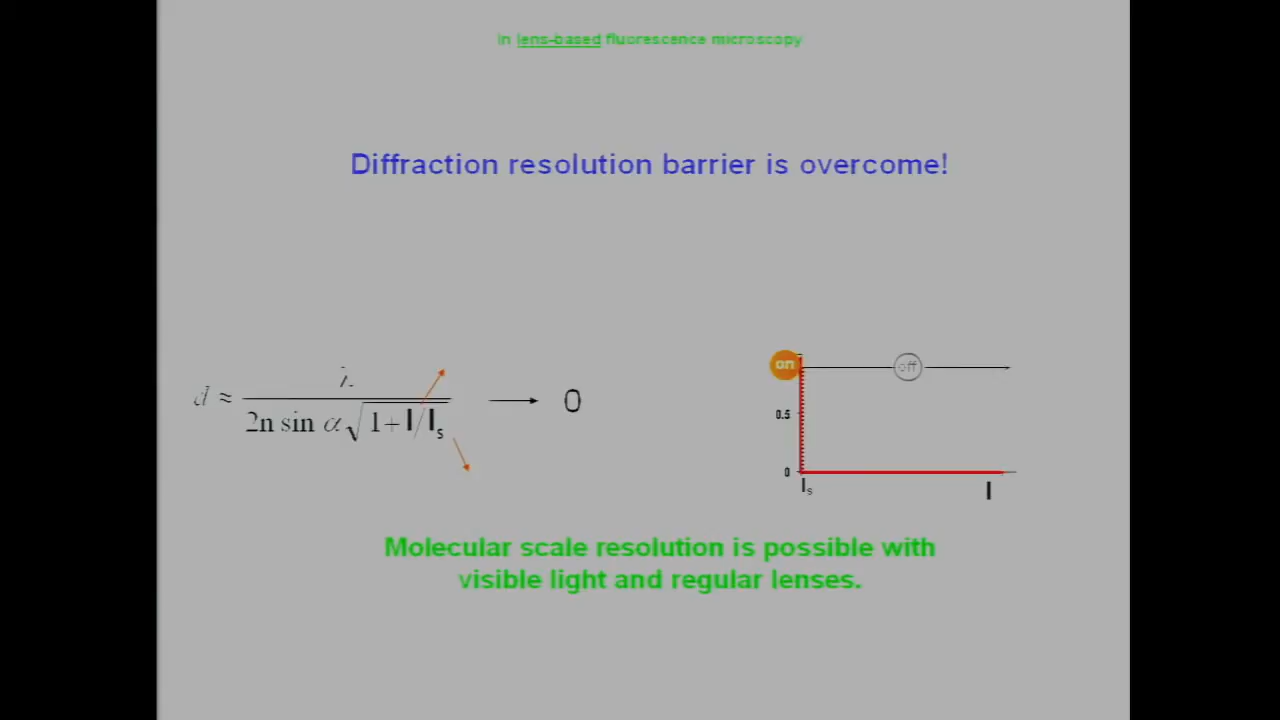 In lens-based fluorescence microscopy
Diffraction resolution barrier is overcome!
d ≈ λ / 2n sin α √1+I/Is → 0
on
off
0.5
0
Is
I
Molecular scale resolution is possible with
visible light and regular lenses.